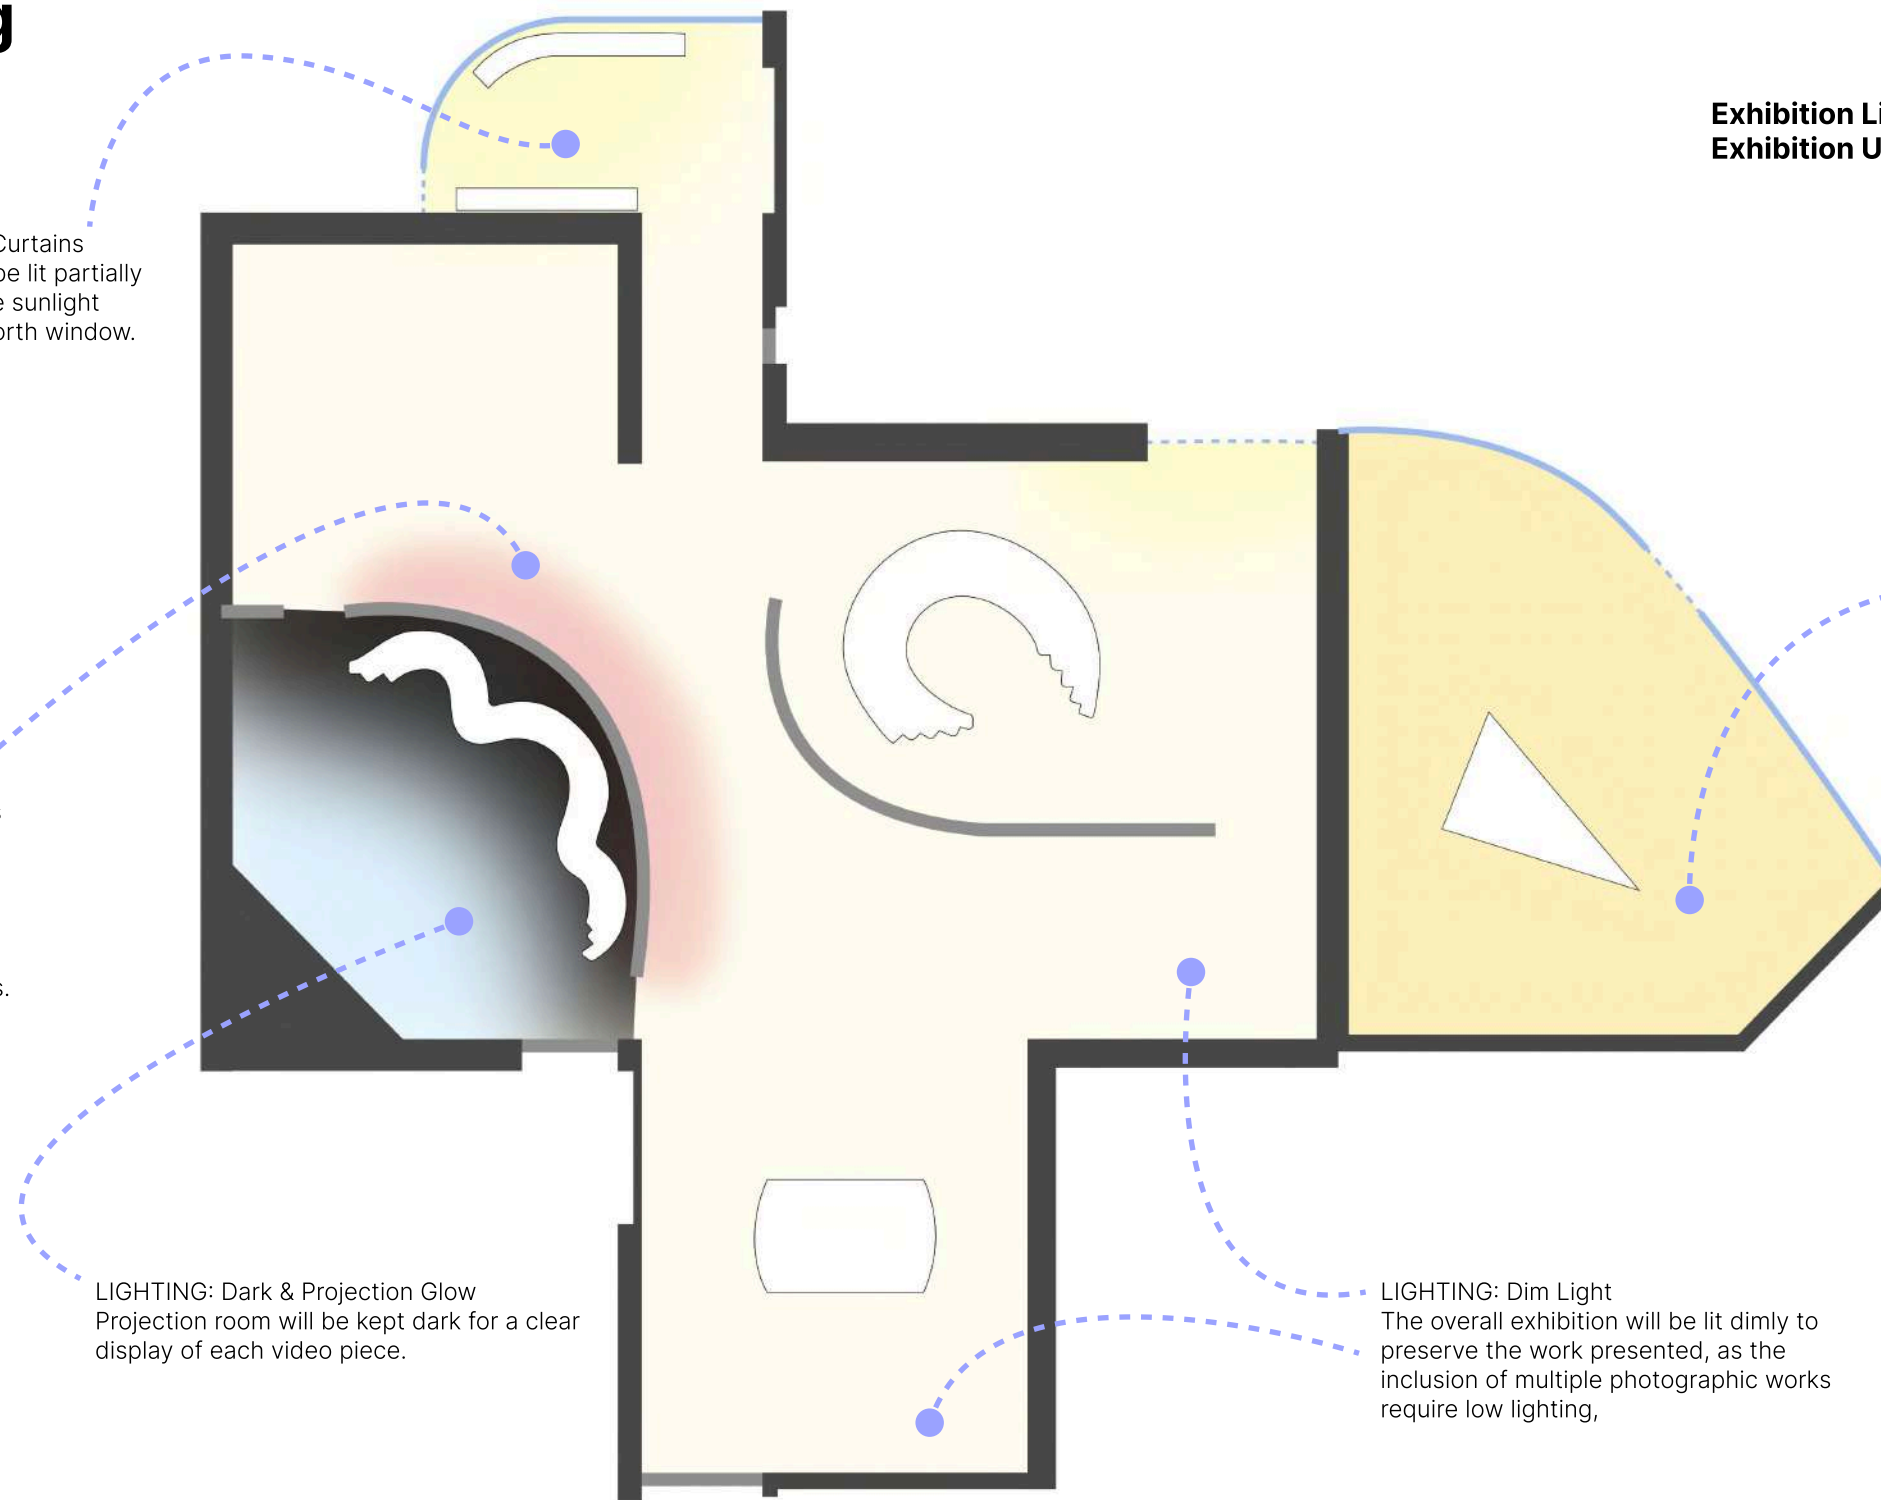 g
Exhibition Li
Exhibition U
Curtains
be lit partially
e sunlight
orth window.
s.
LIGHTING: Dark & Projection Glow
Projection room will be kept dark for a clear
display of each video piece.
LIGHTING: Dim Light
The overall exhibition will be lit dimly to
preserve the work presented, as the
inclusion of multiple photographic works
require low lighting,